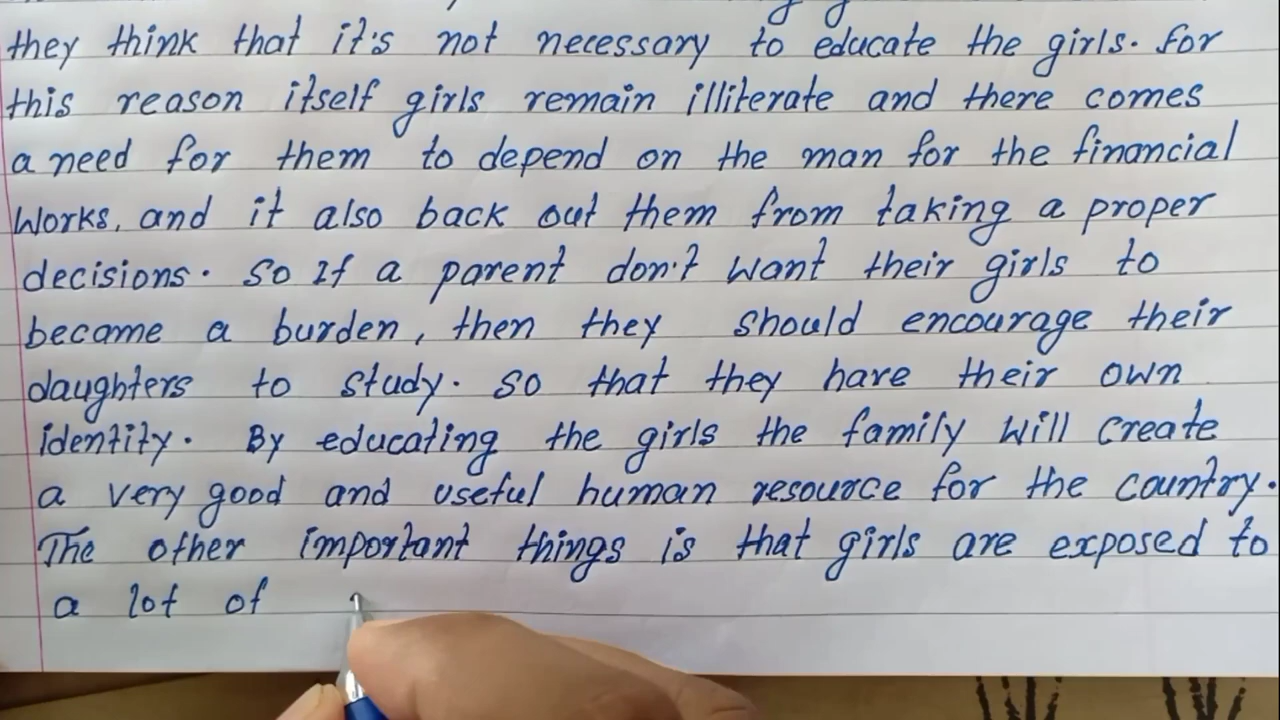 they think that it's not necessary to educate the girls. for
this reason itself girls remain illiterate and there comes
a need for them to depend on the man for the financial
works, and it also back out them from taking a proper
decisions. so If a parent don't want their girls to
became a burden, then they should encourage their
daughters to study. so that they have their own
identity. By educating the girls the family will create
a very good and useful human resource for the country.
The other important things is that girls are exposed to
a lot of